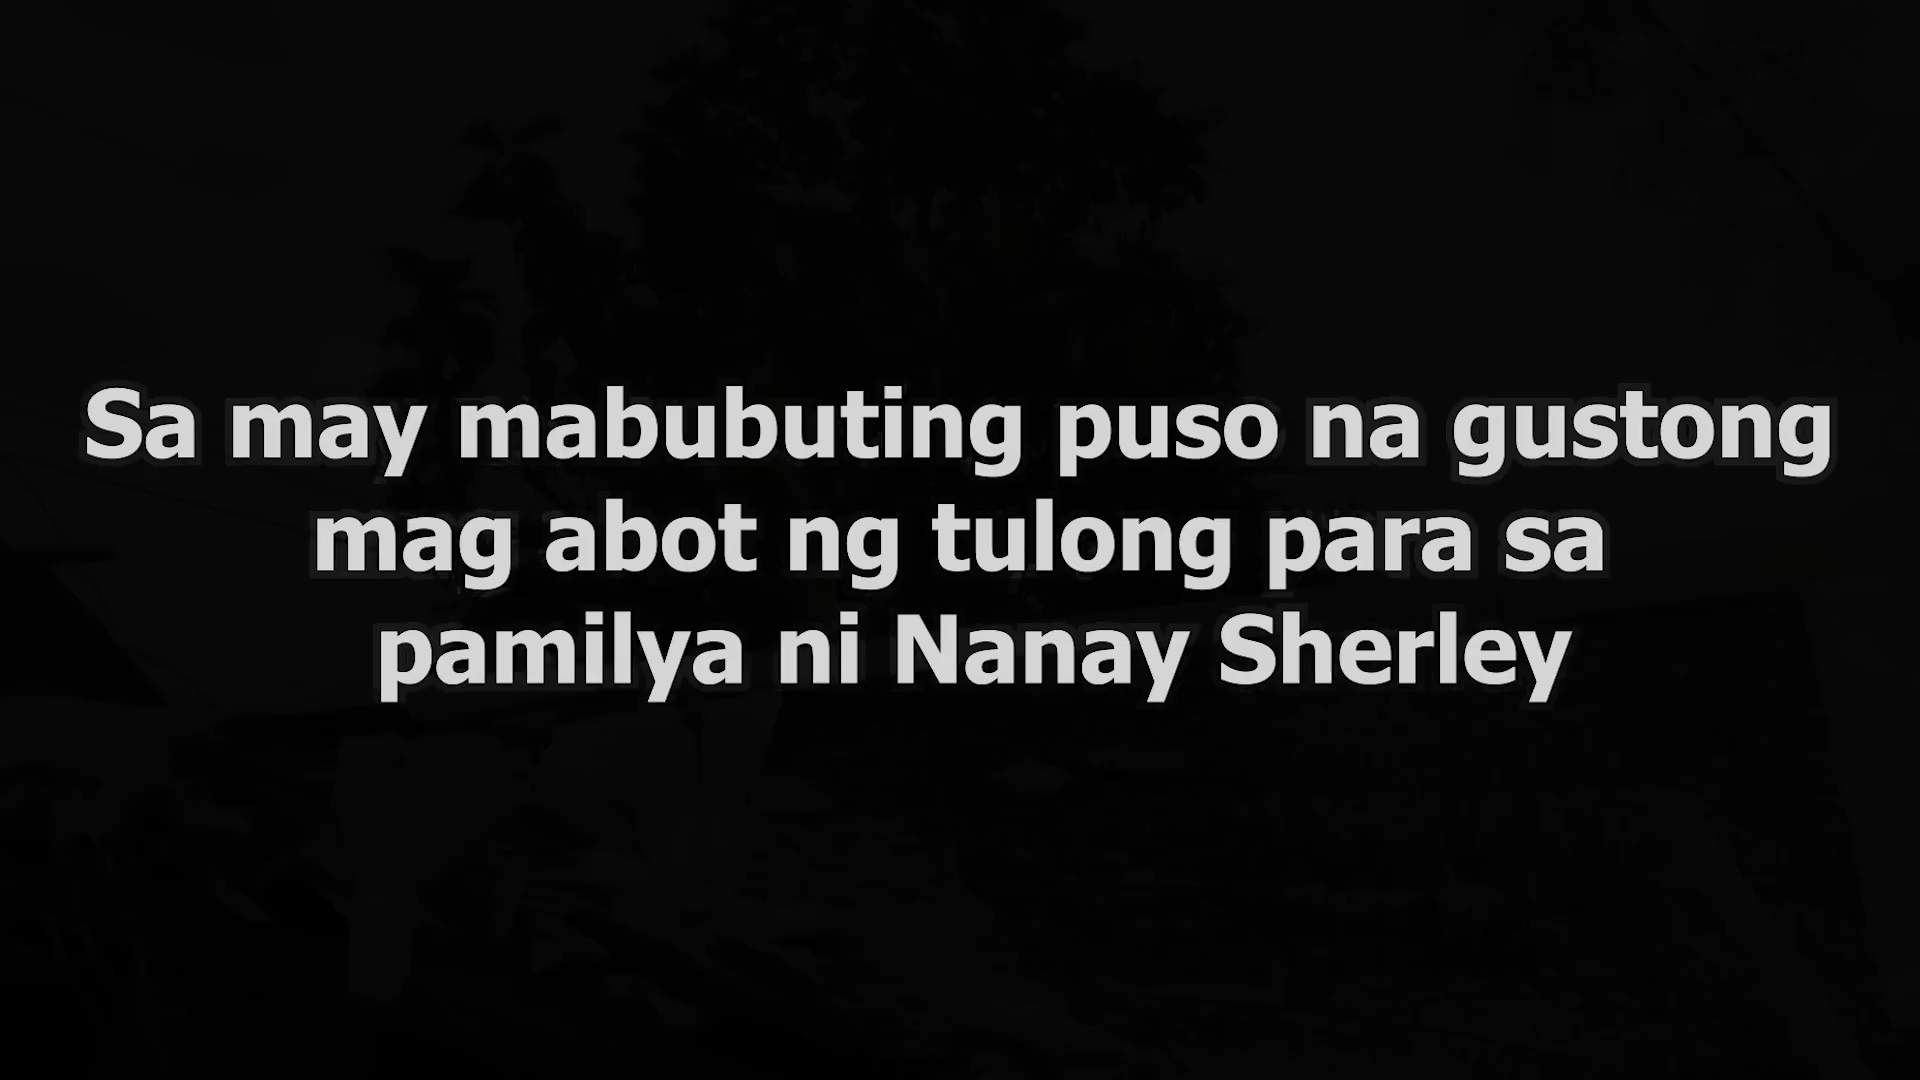 Sa may mabubuting puso na gustong
mag abot ng tulong para sa
pamilya ni Nanay Sherley